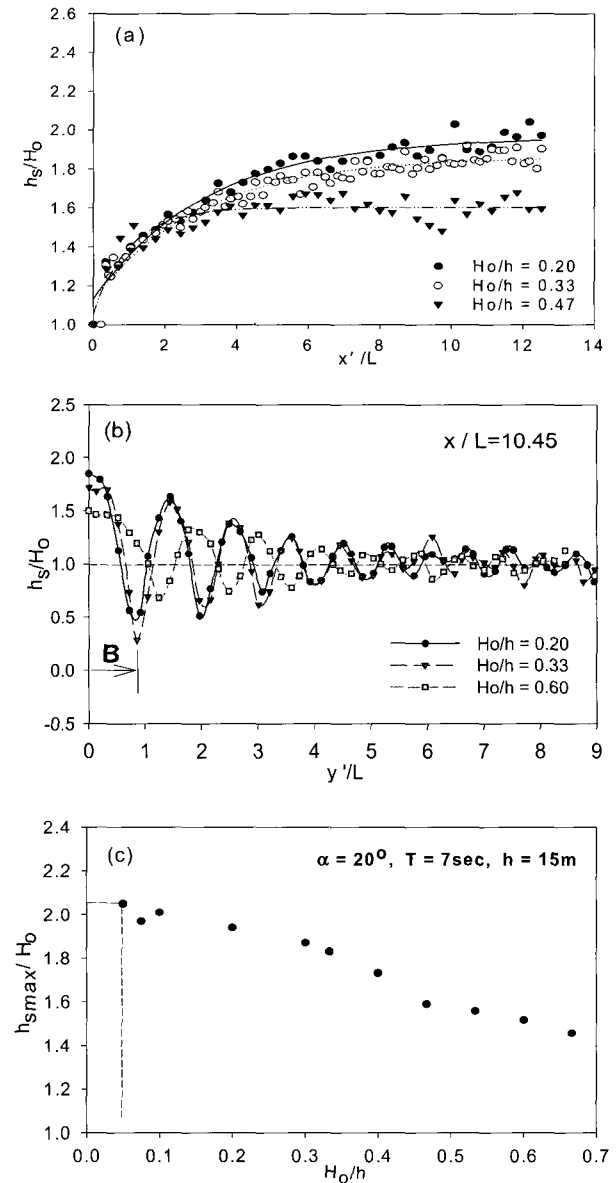 2.6
(a)
2.4
2.2
2.0
1.8
1.6
1.4
1.2
1.0
hs/Ho
Ho/h = 0.20
Ho/h = 0.33
Ho/h = 0.47
0 2 4 6 8 10 12 14
x' /L
2.5
(b)
x / L=10.45
2.0
1.5
1.0
0.5
0.0
-0.5
hs/Ho
B
Ho/h = 0.20
Ho/h = 0.33
Ho/h = 0.60
0 1 2 3 4 5 6 7 8 9
y '/L
2.4
(c)
α = 20⁰, T = 7sec, h = 15m
2.2
2.0
1.8
1.6
1.4
1.2
1.0
hsmax/ Ho
0.0 0.1 0.2 0.3 0.4 0.5 0.6 0.7
Ho/h